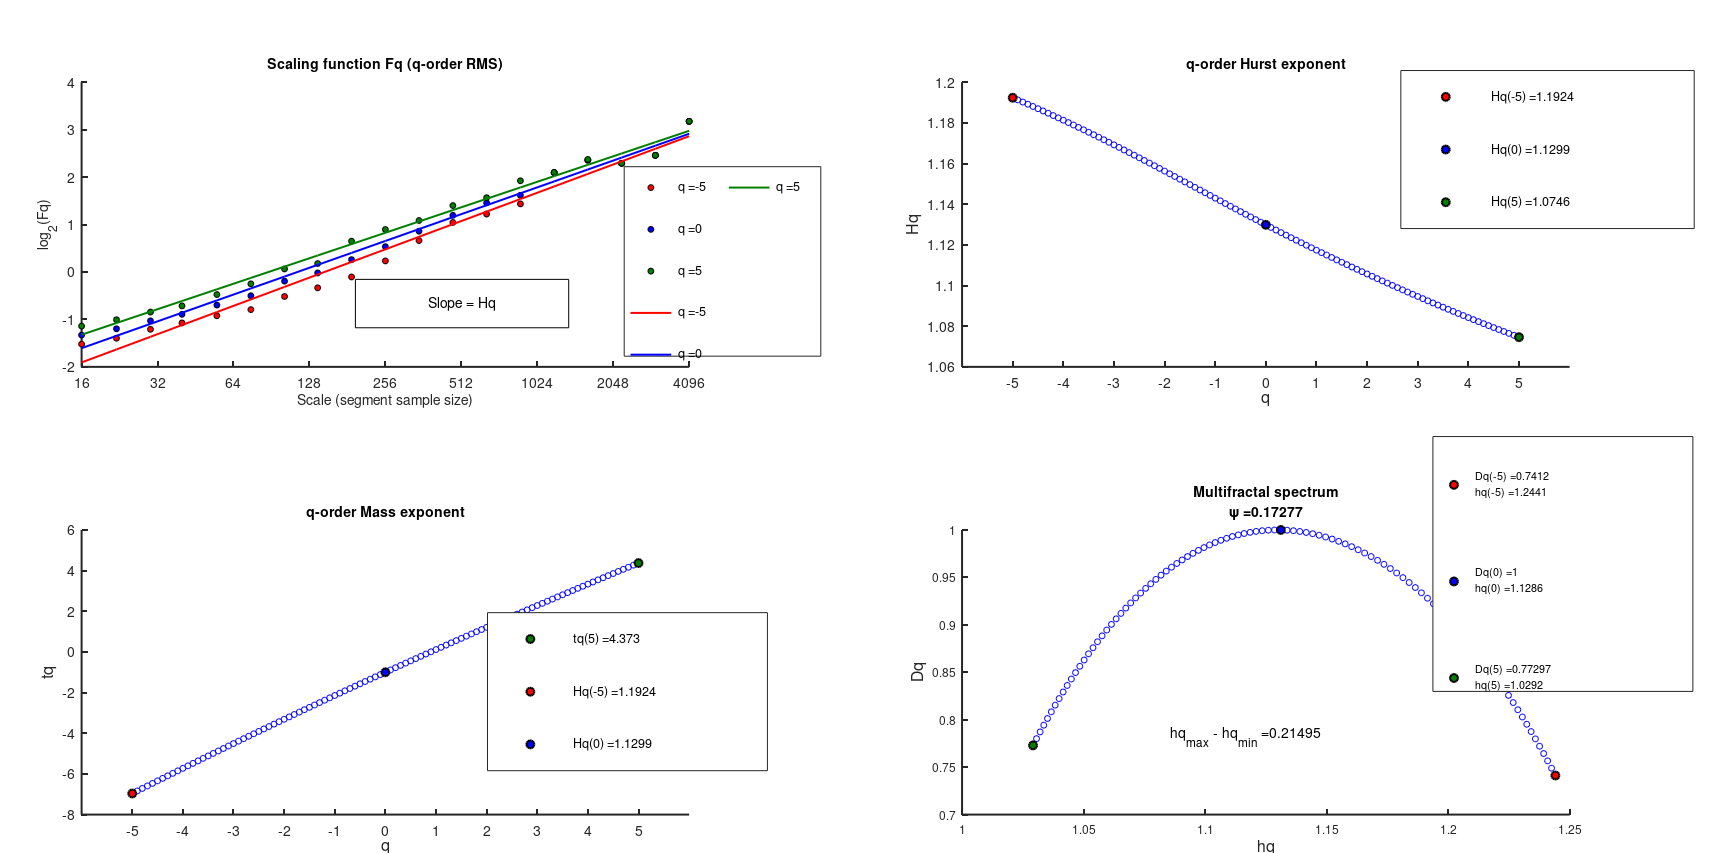 Scaling function Fq (q-order RMS)
4
3
2
1
0
-1
-2
log2(Fq)
16 32 64 128 256 512 1024 2048 4096
Scale (segment sample size)
Slope = Hq
q =-5
q =0
q =5
q =-5
q =0
q =5
q-order Hurst exponent
1.2
1.18
1.16
1.14
1.12
1.1
1.08
1.06
Hq
-5 -4 -3 -2 -1 0 1 2 3 4 5
q
Hq(-5) =1.1924
Hq(0) =1.1299
Hq(5) =1.0746
q-order Mass exponent
6
4
2
0
-2
-4
-6
-8
tq
-5 -4 -3 -2 -1 0 1 2 3 4 5
q
tq(5) =4.373
Hq(-5) =1.1924
Hq(0) =1.1299
Multifractal spectrum
ψ =0.17277
1
0.95
0.9
0.85
0.8
0.75
0.7
Dq
1 1.05 1.1 1.15 1.2 1.25
hq
hqmax - hqmin =0.21495
Dq(-5) =0.7412
hq(-5) =1.2441
Dq(0) =1
hq(0) =1.1286
Dq(5) =0.77297
hq(5) =1.0292